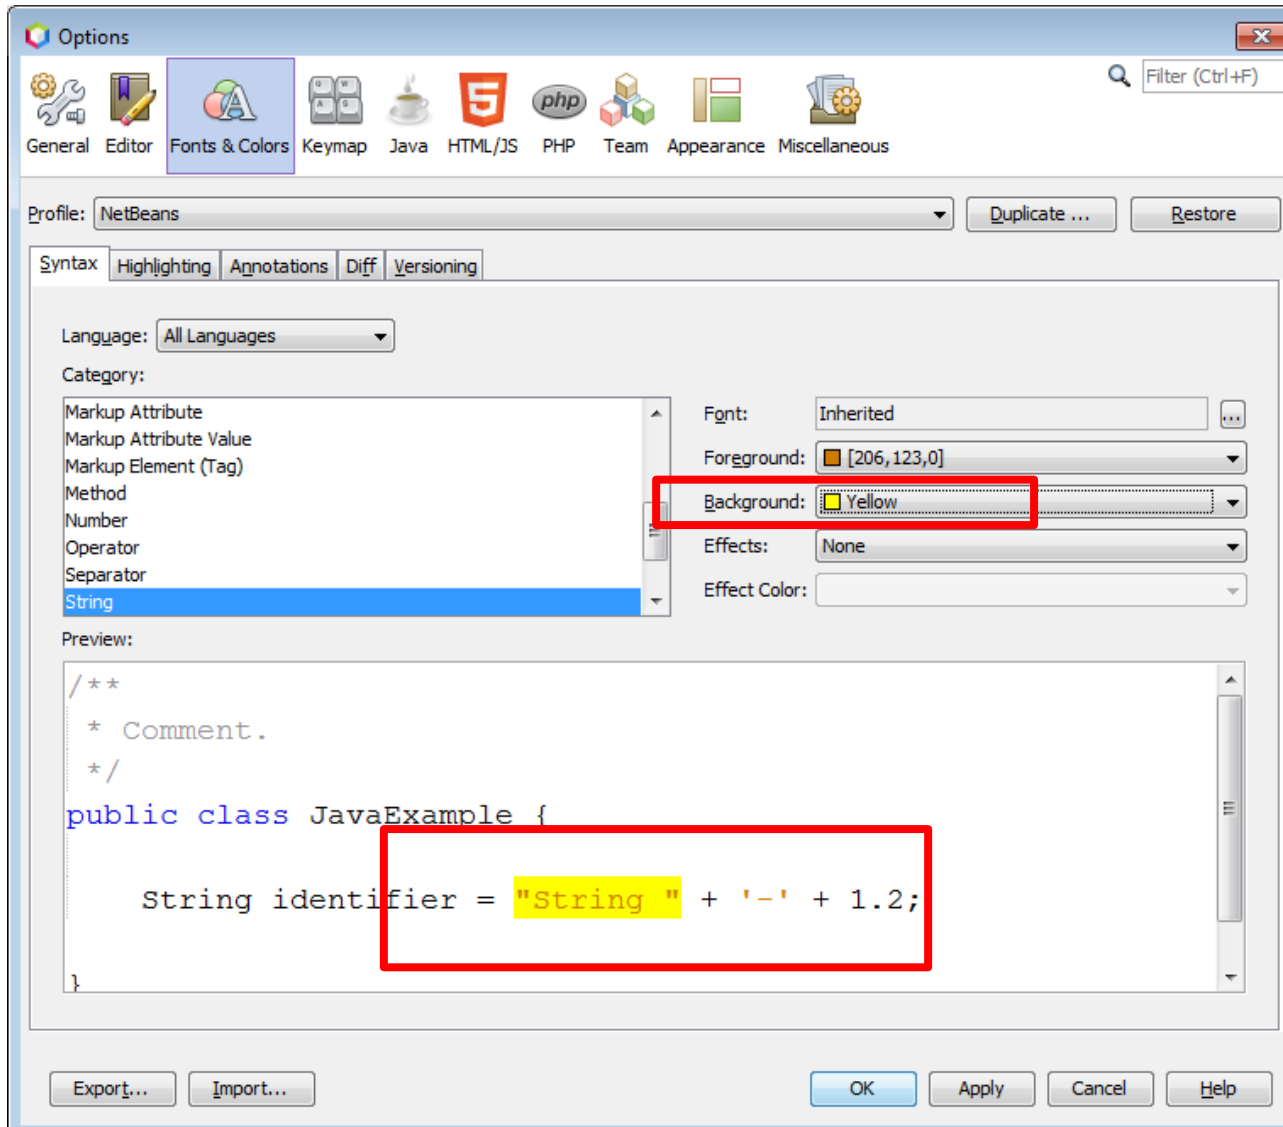 Options
Filter (Ctrl+F)
General Editor Fonts & Colors Keymap Java HTML/JS PHP Team Appearance Miscellaneous
Profile: NetBeans Duplicate ... Restore
Syntax Highlighting Annotations Diff Versioning
Language: All Languages
Category:
Markup Attribute
Markup Attribute Value
Markup Element (Tag)
Method
Number
Operator
Separator
String
Font: Inherited ...
Foreground: [206,123,0]
Background: Yellow
Effects: None
Effect Color:
Preview:
/**
* Comment.
*/
public class JavaExample {
String identifier = "String " + '-' + 1.2;
}
Export... Import... OK Apply Cancel Help